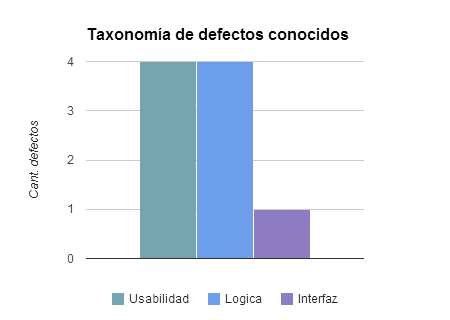 Taxonomía de defectos conocidos
4
3
2
1
0
Cant. defectos
Usabilidad Logica Interfaz